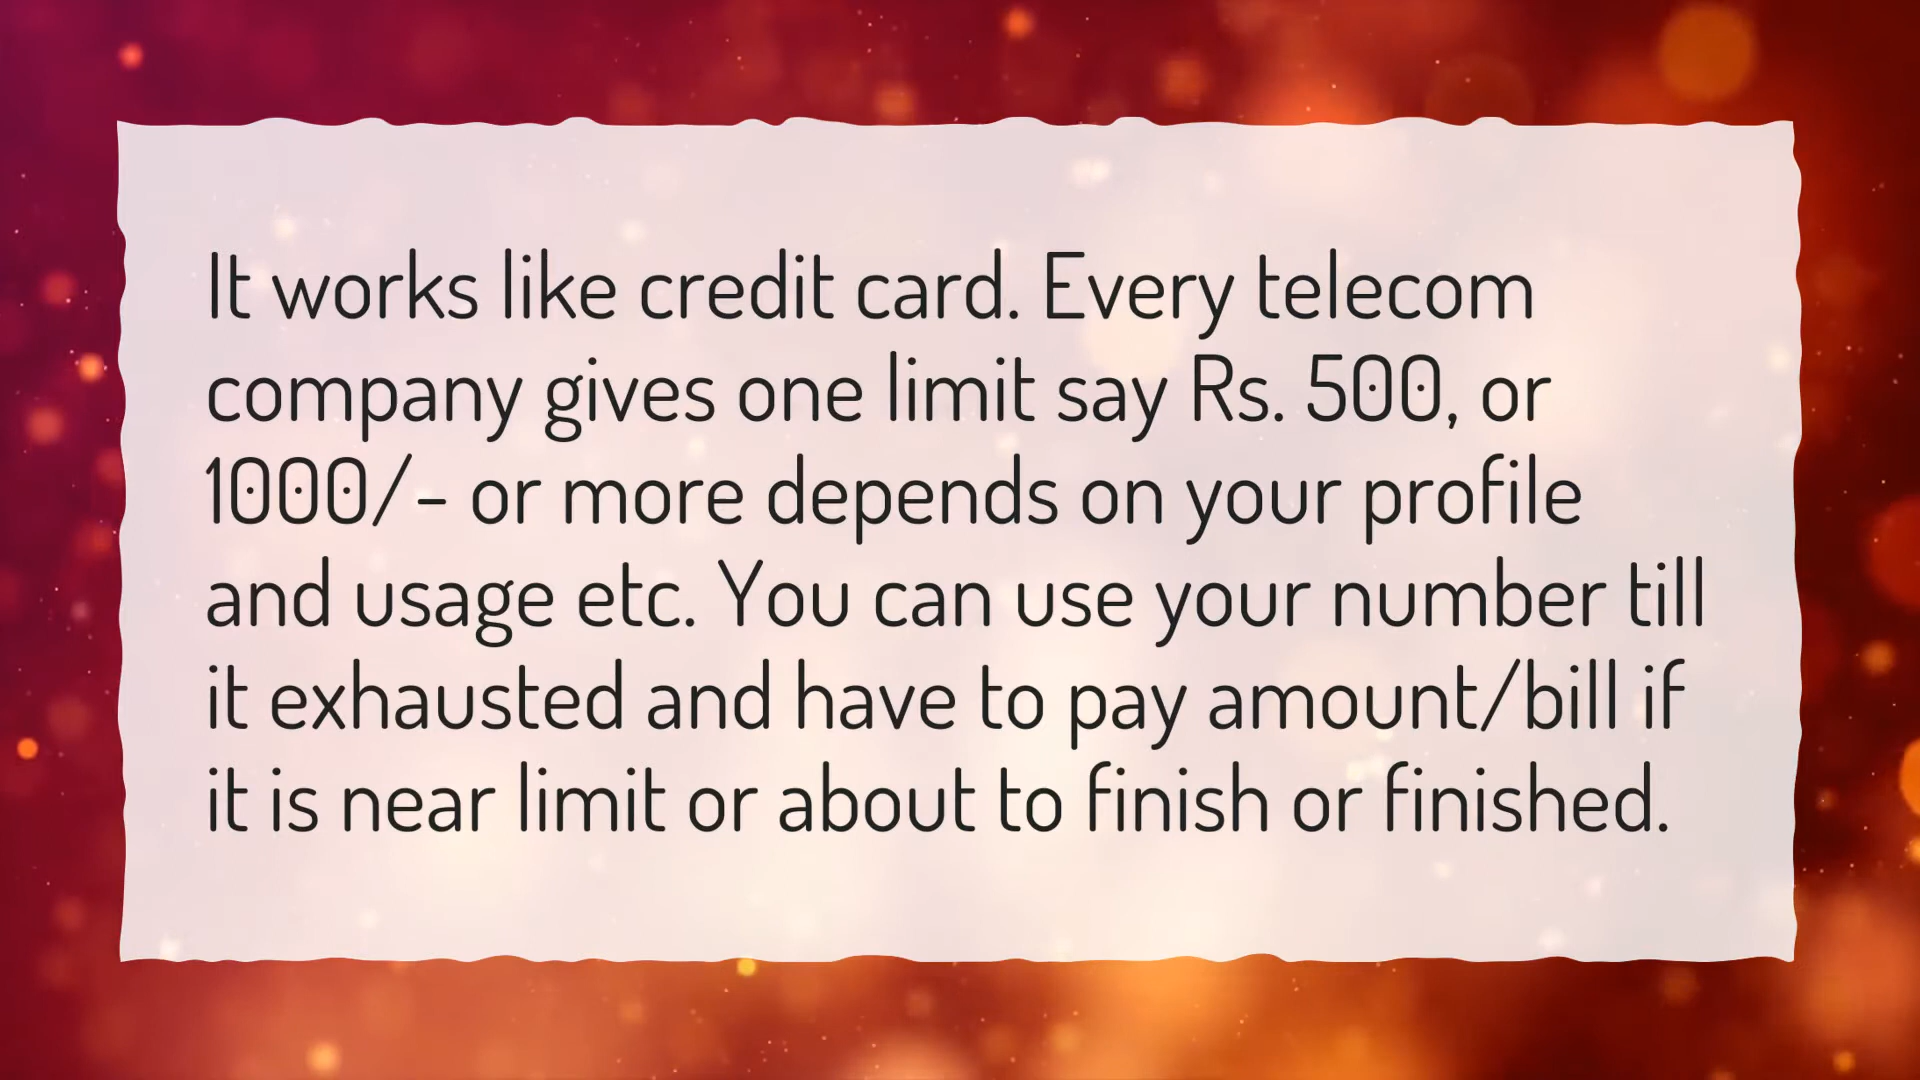 It works like credit card. Every telecom
company gives one limit say Rs. 500, or
1000/- or more depends on your profile
and usage etc. You can use your number till
it exhausted and have to pay amount/bill if
it is near limit or about to finish or finished.